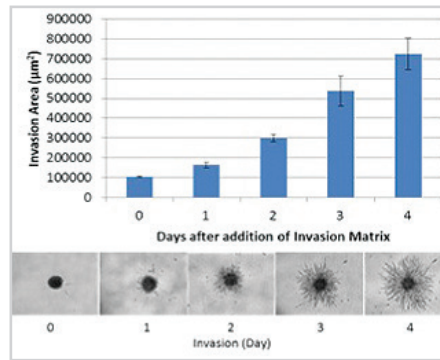 900000
800000
700000
600000
500000
400000
300000
200000
100000
0
Invasion Area (µm²)
0 1 2 3 4
Days after addition of Invasion Matrix
0 1 2 3 4
Invasion (Day)